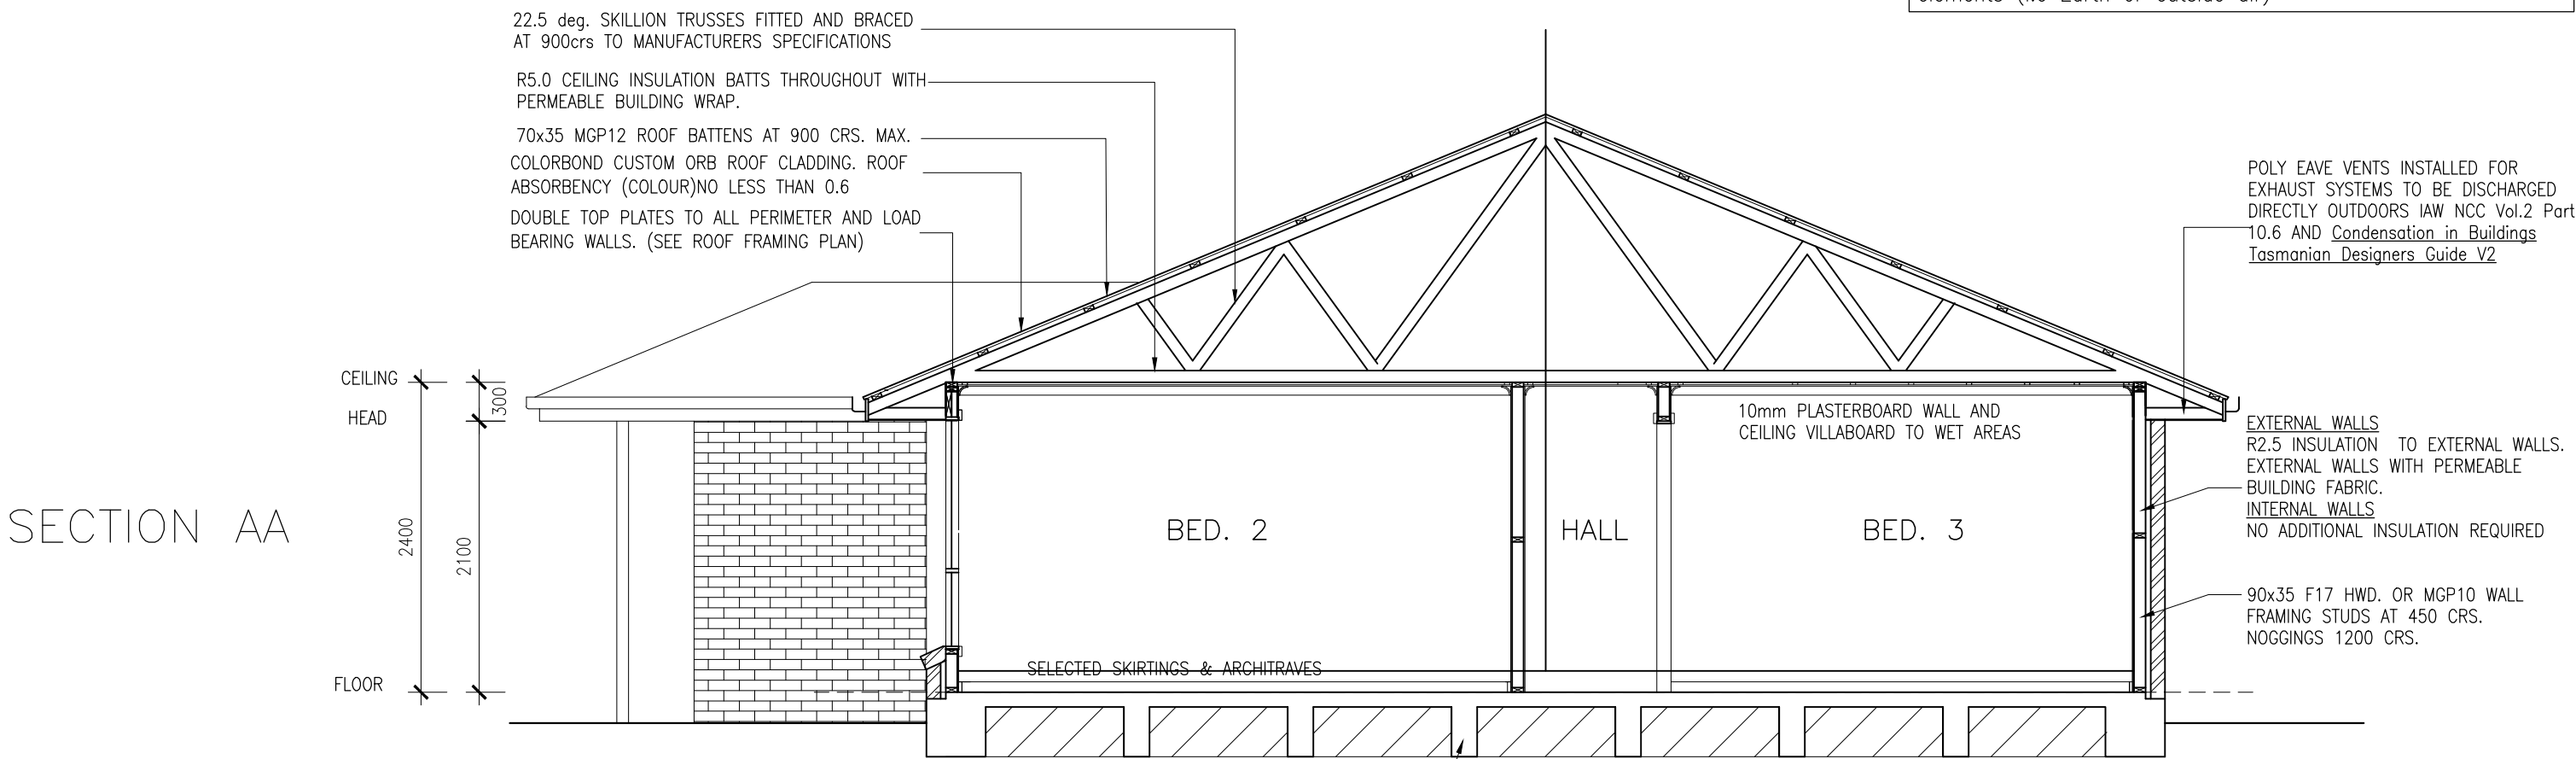 22.5 deg. SKILLION TRUSSES FITTED AND BRACED
AT 900crs TO MANUFACTURERS SPECIFICATIONS
R5.0 CEILING INSULATION BATTS THROUGHOUT WITH
PERMEABLE BUILDING WRAP.
70x35 MGP12 ROOF BATTENS AT 900 CRS. MAX.
COLORBOND CUSTOM ORB ROOF CLADDING. ROOF
ABSORBENCY (COLOUR)NO LESS THAN 0.6
DOUBLE TOP PLATES TO ALL PERIMETER AND LOAD
BEARING WALLS. (SEE ROOF FRAMING PLAN)
POLY EAVE VENTS INSTALLED FOR
EXHAUST SYSTEMS TO BE DISCHARGED
DIRECTLY OUTDOORS IAW NCC Vol.2 Part
10.6 AND Condensation in Buildings
Tasmanian Designers Guide V2
CEILING
HEAD
300
2400
2100
FLOOR
SECTION AA
10mm PLASTERBOARD WALL AND
CEILING VILLABOARD TO WET AREAS
BED. 2
HALL
BED. 3
SELECTED SKIRTINGS & ARCHITRAVES
EXTERNAL WALLS
R2.5 INSULATION TO EXTERNAL WALLS.
EXTERNAL WALLS WITH PERMEABLE
BUILDING FABRIC.
INTERNAL WALLS
NO ADDITIONAL INSULATION REQUIRED
90x35 F17 HWD. OR MGP10 WALL
FRAMING STUDS AT 450 CRS.
NOGGINGS 1200 CRS.